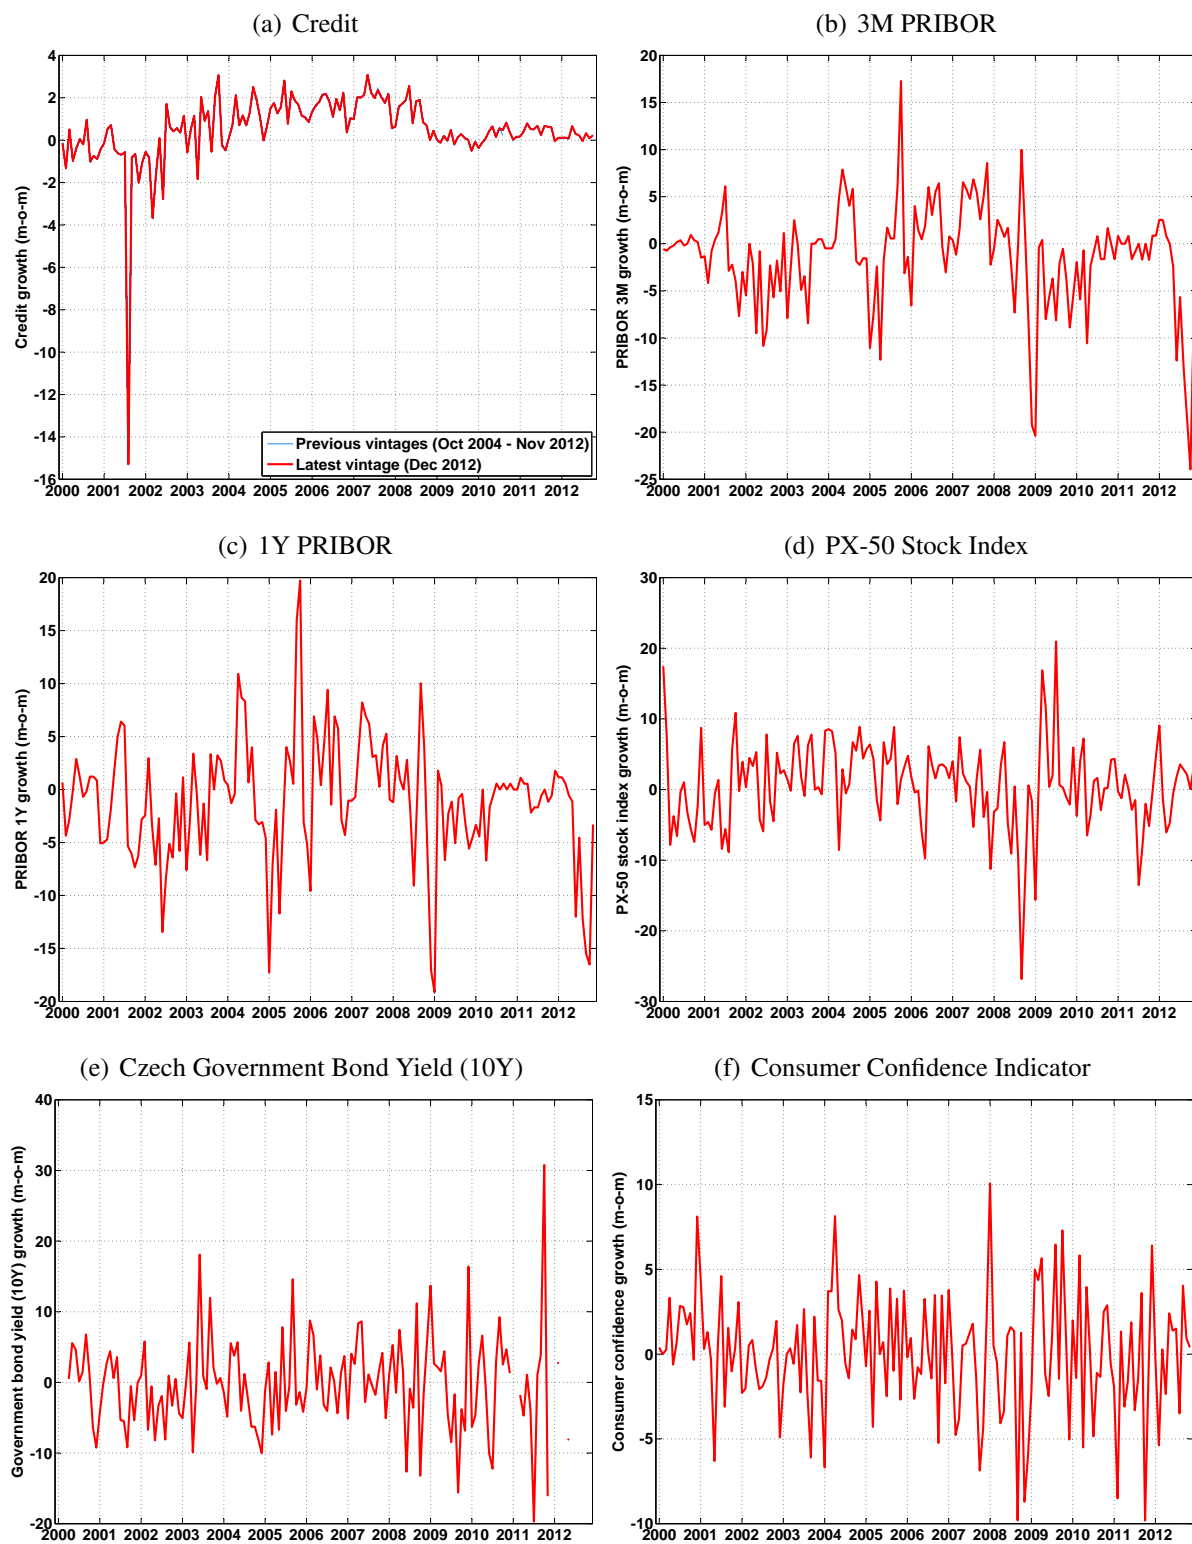 (a) Credit
Credit growth (m-o-m)
4
2
0
-2
-4
-6
-8
-10
-12
-14
-16
2000 2001 2002 2003 2004 2005 2006 2007 2008 2009 2010 2011 2012
Previous vintages (Oct 2004 - Nov 2012)
Latest vintage (Dec 2012)
(b) 3M PRIBOR
PRIBOR 3M growth (m-o-m)
20
15
10
5
0
-5
-10
-15
-20
-25
2000 2001 2002 2003 2004 2005 2006 2007 2008 2009 2010 2011 2012
(c) 1Y PRIBOR
PRIBOR 1Y growth (m-o-m)
20
15
10
5
0
-5
-10
-15
-20
2000 2001 2002 2003 2004 2005 2006 2007 2008 2009 2010 2011 2012
(d) PX-50 Stock Index
PX-50 stock index growth (m-o-m)
30
20
10
0
-10
-20
-30
2000 2001 2002 2003 2004 2005 2006 2007 2008 2009 2010 2011 2012
(e) Czech Government Bond Yield (10Y)
Government bond yield (10Y) growth (m-o-m)
40
30
20
10
0
-10
-20
2000 2001 2002 2003 2004 2005 2006 2007 2008 2009 2010 2011 2012
(f) Consumer Confidence Indicator
Consumer confidence growth (m-o-m)
15
10
5
0
-5
-10
2000 2001 2002 2003 2004 2005 2006 2007 2008 2009 2010 2011 2012